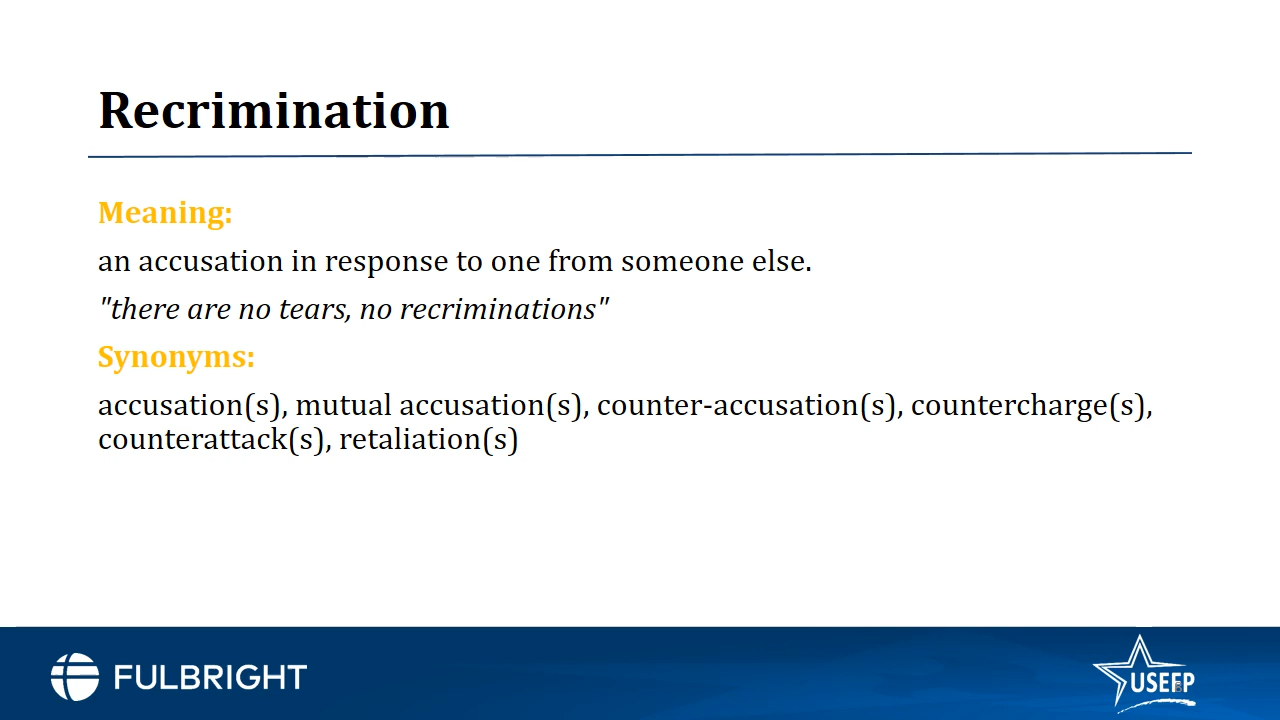 Recrimination
Meaning:
an accusation in response to one from someone else.
"there are no tears, no recriminations"
Synonyms:
accusation(s), mutual accusation(s), counter-accusation(s), countercharge(s),
counterattack(s), retaliation(s)
FULBRIGHT
USEFP